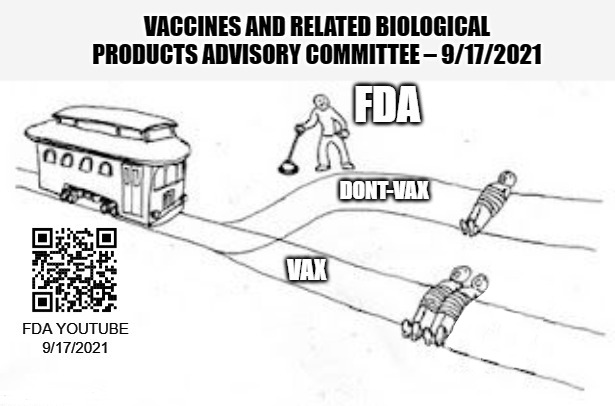 VACCINES AND RELATED BIOLOGICAL
PRODUCTS ADVISORY COMMITTEE – 9/17/2021
FDA
DONT-VAX
VAX
FDA YOUTUBE
9/17/2021